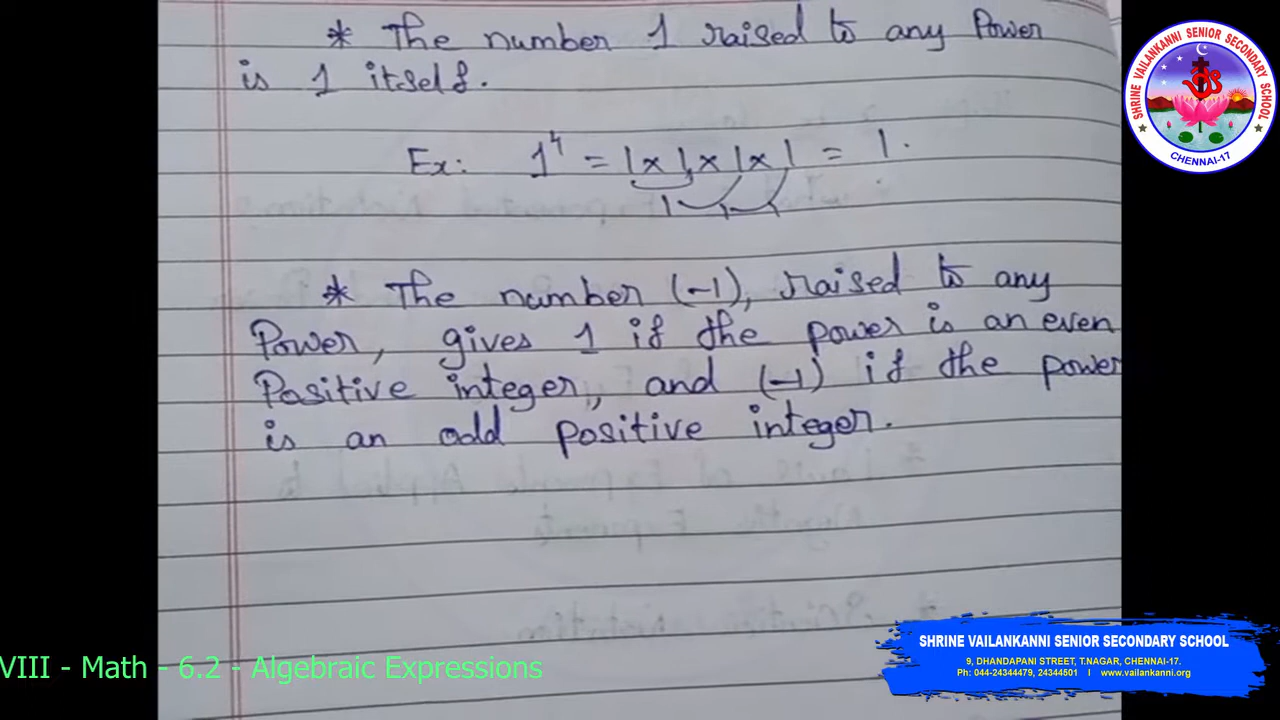 * The number 1 raised to any Power
is 1 itself.
Ex: 1⁴ = 1 x 1 x 1 x 1 = 1.
1 1 1
* The number (-1), raised to any
Power, gives 1 if the power is an even
Positive integer, and (-1) if the power
is an odd positive integer.
SHRINE VAILANKANNI SENIOR SECONDARY SCHOOL
CHENNAI-17
VIII - Math - 6.2 - Algebraic Expressions
SHRINE VAILANKANNI SENIOR SECONDARY SCHOOL
9, DHANDAPANI STREET, T.NAGAR, CHENNAI-17.
Ph: 044-24344479, 24344501 I www.vailankanni.org